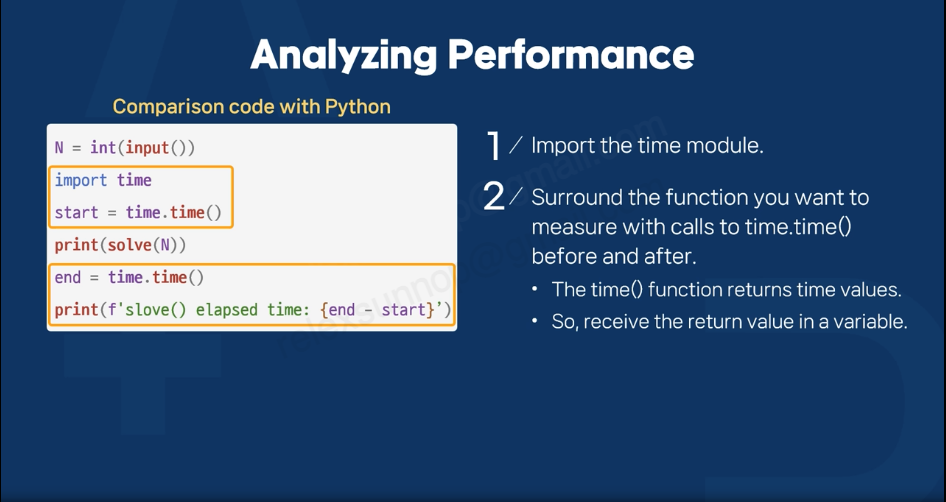 Analyzing Performance
Comparison code with Python
N = int(input())
import time
start = time.time()
print(solve(N))
end = time.time()
print(f'slove() elapsed time: {end - start}')
1 / Import the time module.
2 / Surround the function you want to
measure with calls to time.time()
before and after.
• The time() function returns time values.
• So, receive the return value in a variable.